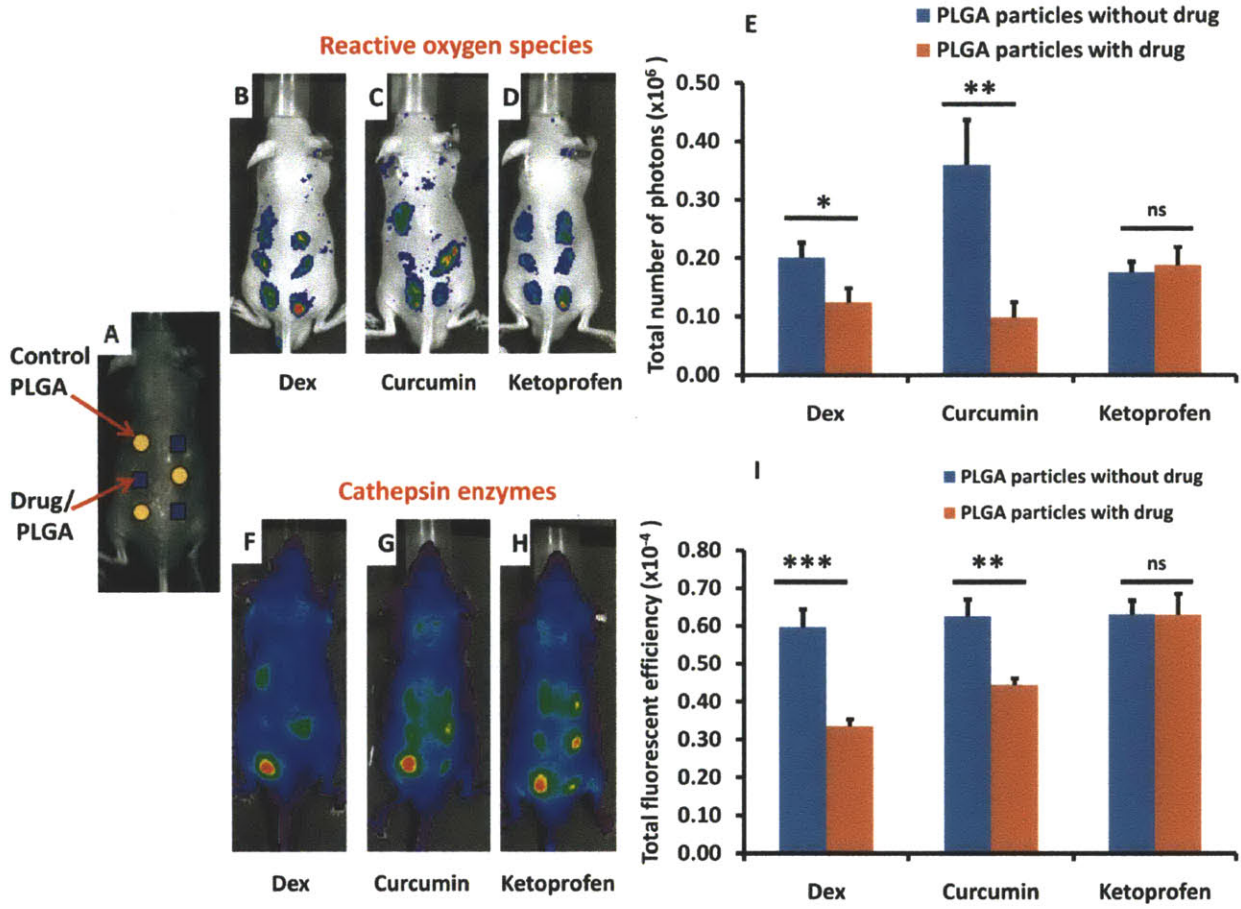 Reactive oxygen species
B
C
D
Dex
Curcumin
Ketoprofen
A
Control
PLGA
Drug/
PLGA
Cathepsin enzymes
F
G
H
Dex
Curcumin
Ketoprofen
E
PLGA particles without drug
PLGA particles with drug
Total number of photons (x10⁶)
0.50
0.40
0.30
0.20
0.10
0.00
*
**
ns
Dex
Curcumin
Ketoprofen
I
PLGA particles without drug
PLGA particles with drug
Total fluorescent efficiency (x10⁻⁴)
0.80
0.70
0.60
0.50
0.40
0.30
0.20
0.10
0.00
***
**
ns
Dex
Curcumin
Ketoprofen